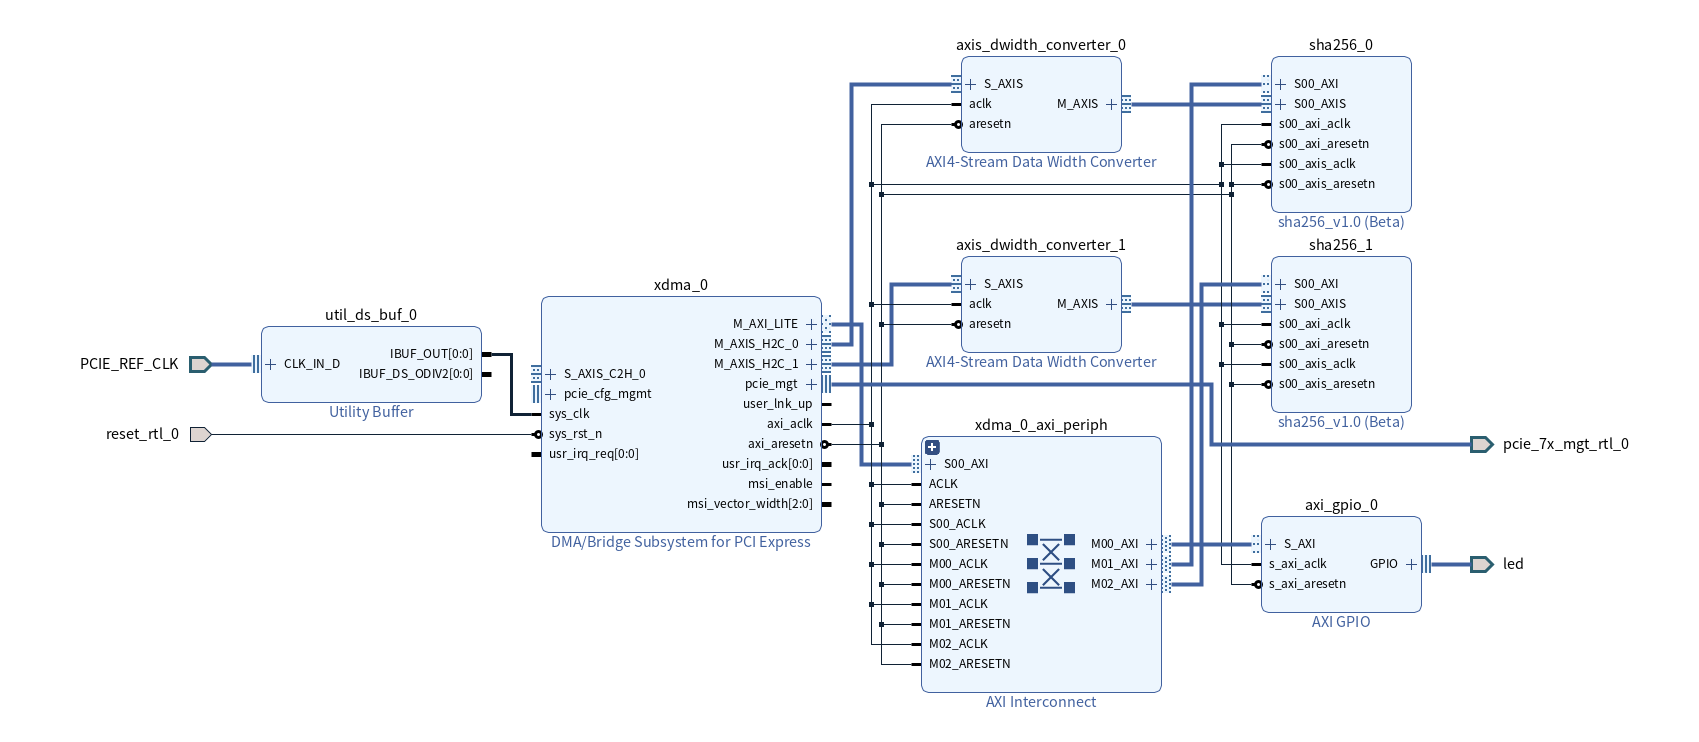 axis_dwidth_converter_0
S_AXIS
aclk
aresetn
M_AXIS
AXI4-Stream Data Width Converter
sha256_0
S00_AXI
S00_AXIS
s00_axi_aclk
s00_axi_aresetn
s00_axis_aclk
s00_axis_aresetn
sha256_v1.0 (Beta)
axis_dwidth_converter_1
S_AXIS
aclk
aresetn
M_AXIS
AXI4-Stream Data Width Converter
sha256_1
S00_AXI
S00_AXIS
s00_axi_aclk
s00_axi_aresetn
s00_axis_aclk
s00_axis_aresetn
sha256_v1.0 (Beta)
PCIE_REF_CLK
reset_rtl_0
util_ds_buf_0
CLK_IN_D
IBUF_OUT[0:0]
IBUF_DS_ODIV2[0:0]
Utility Buffer
xdma_0
S_AXIS_C2H_0
pcie_cfg_mgmt
sys_clk
sys_rst_n
usr_irq_req[0:0]
M_AXI_LITE
M_AXIS_H2C_0
M_AXIS_H2C_1
pcie_mgt
user_lnk_up
axi_aclk
axi_aresetn
usr_irq_ack[0:0]
msi_enable
msi_vector_width[2:0]
DMA/Bridge Subsystem for PCI Express
xdma_0_axi_periph
S00_AXI
ACLK
ARESETN
S00_ACLK
S00_ARESETN
M00_ACLK
M00_ARESETN
M01_ACLK
M01_ARESETN
M02_ACLK
M02_ARESETN
M00_AXI
M01_AXI
M02_AXI
AXI Interconnect
pcie_7x_mgt_rtl_0
axi_gpio_0
S_AXI
s_axi_aclk
s_axi_aresetn
GPIO
AXI GPIO
led